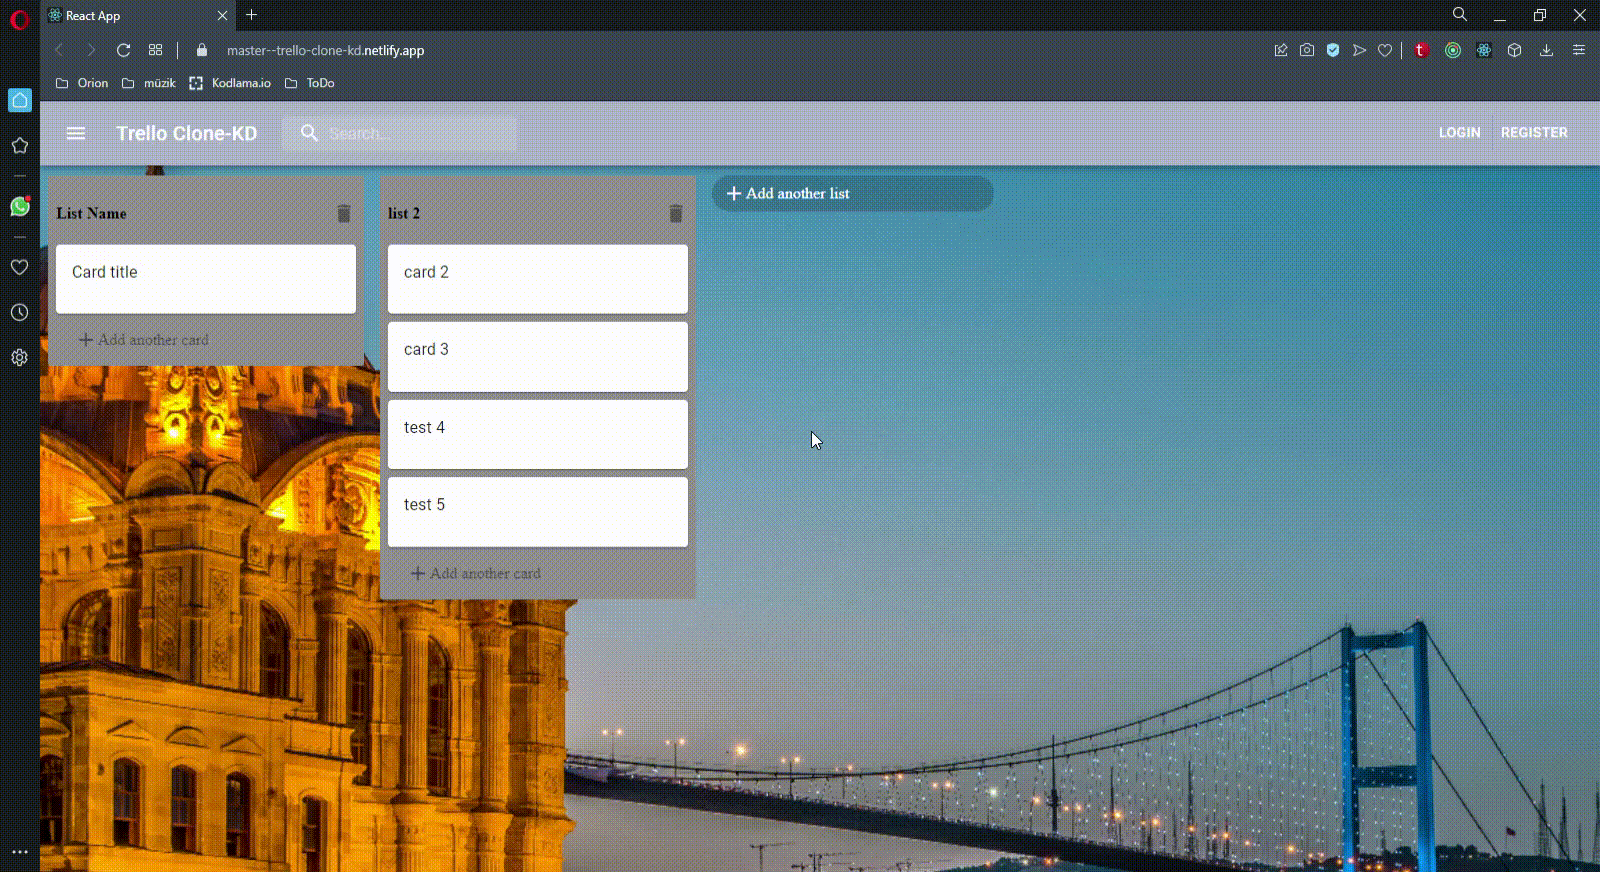 React App
master--trello-clone-kd.netlify.app
Orion müzik Kodlama.io ToDo
Trello Clone-KD Search... LOGIN REGISTER
List Name
Card title
Add another card
list 2
card 2
card 3
test 4
test 5
Add another card
Add another list